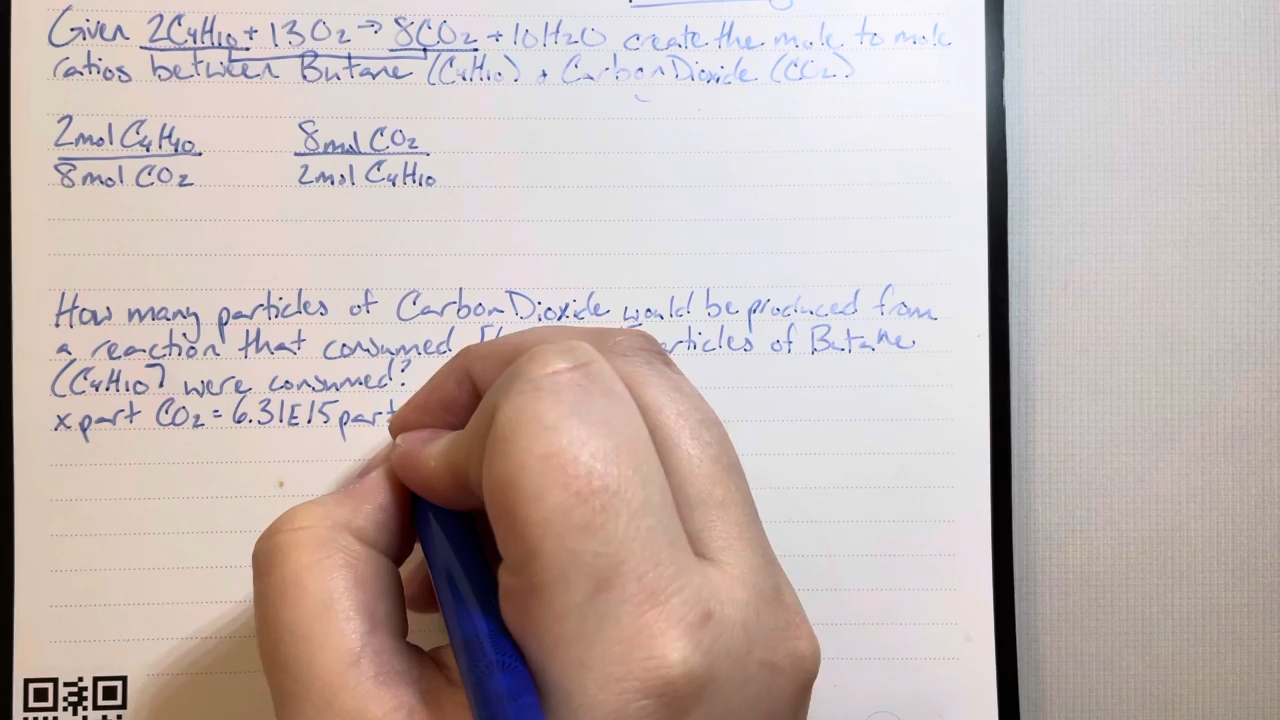 Given 2C4H10 + 13O2 → 8CO2 + 10H2O create the mole to mole
ratios between Butane (C4H10) + Carbon Dioxide (CO2)
2mol C4H10
8mol CO2
8mol CO2
2mol C4H10
How many particles of Carbon Dioxide would be produced from
a reaction that consumed particles of Butane
(C4H10) were consumed?
x part CO2 = 6.31E15 part